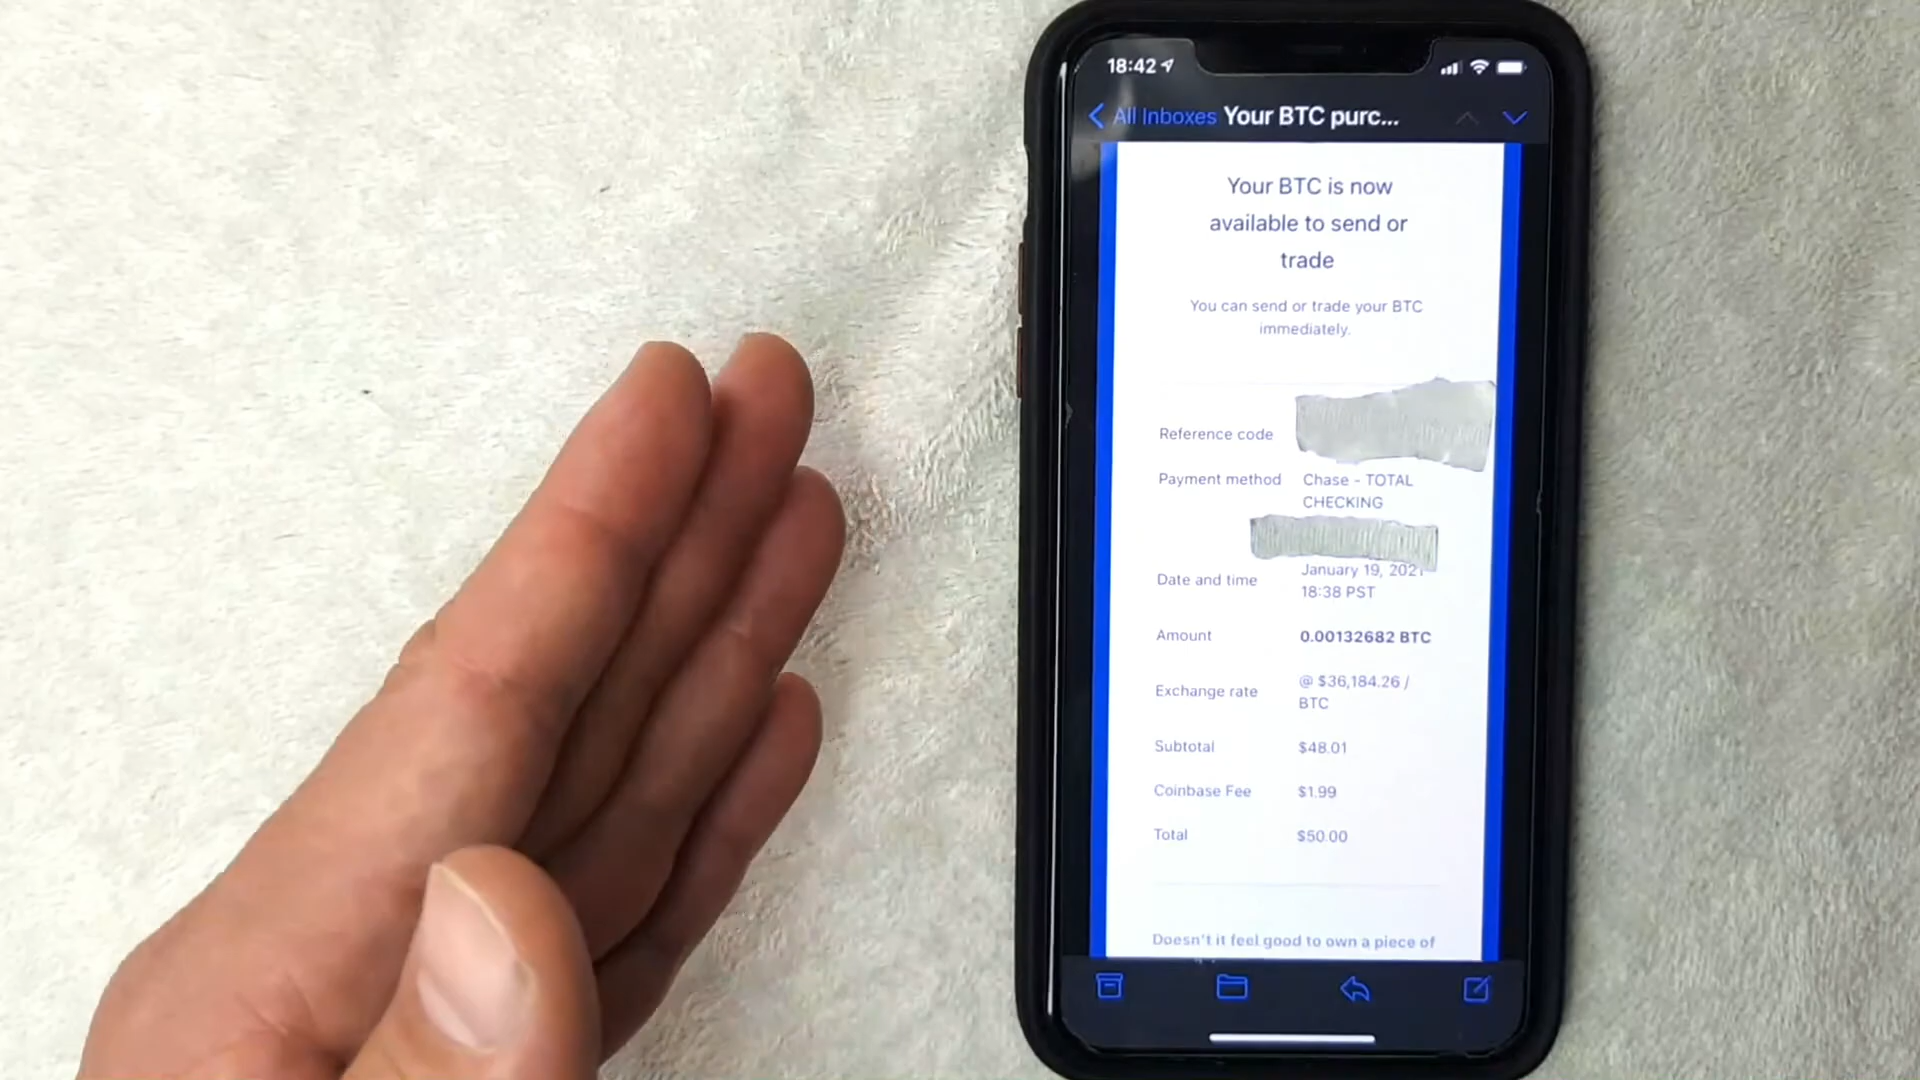 18:42
All Inboxes Your BTC purc...
Your BTC is now
available to send or
trade
You can send or trade your BTC
immediately.
Reference code
Payment method Chase - TOTAL
CHECKING
Date and time January 19, 2021
18:38 PST
Amount 0.00132682 BTC
Exchange rate @ $36,184.26 /
BTC
Subtotal $48.01
Coinbase Fee $1.99
Total $50.00
Doesn't it feel good to own a piece of